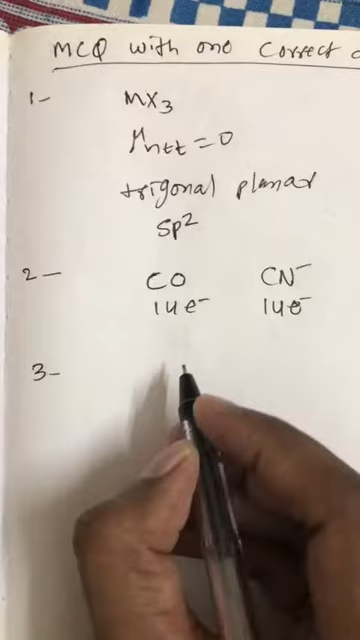 MCQ with one correct
1- MX3
μnet = 0
trigonal planar
sp2
2- CO CN-
14e- 14e-
3-